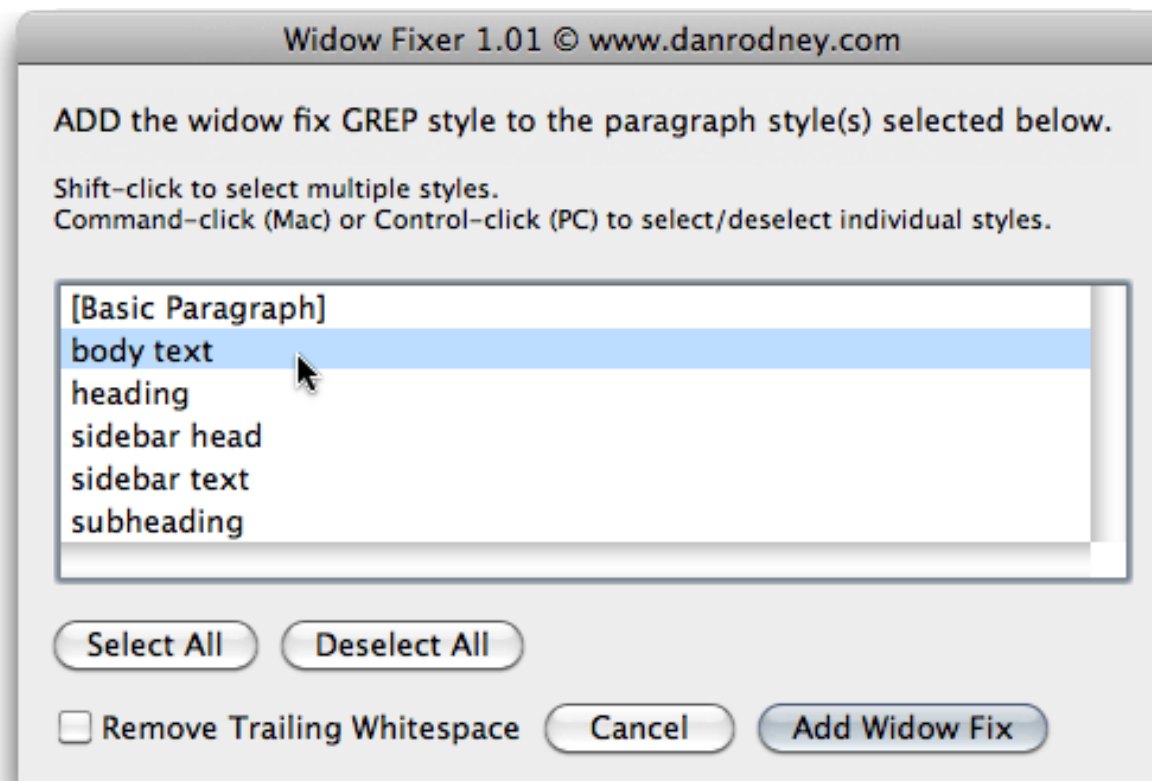 Widow Fixer 1.01 © www.danrodney.com
ADD the widow fix GREP style to the paragraph style(s) selected below.
Shift-click to select multiple styles.
Command-click (Mac) or Control-click (PC) to select/deselect individual styles.
[Basic Paragraph]
body text
heading
sidebar head
sidebar text
subheading
Select All Deselect All
Remove Trailing Whitespace Cancel Add Widow Fix